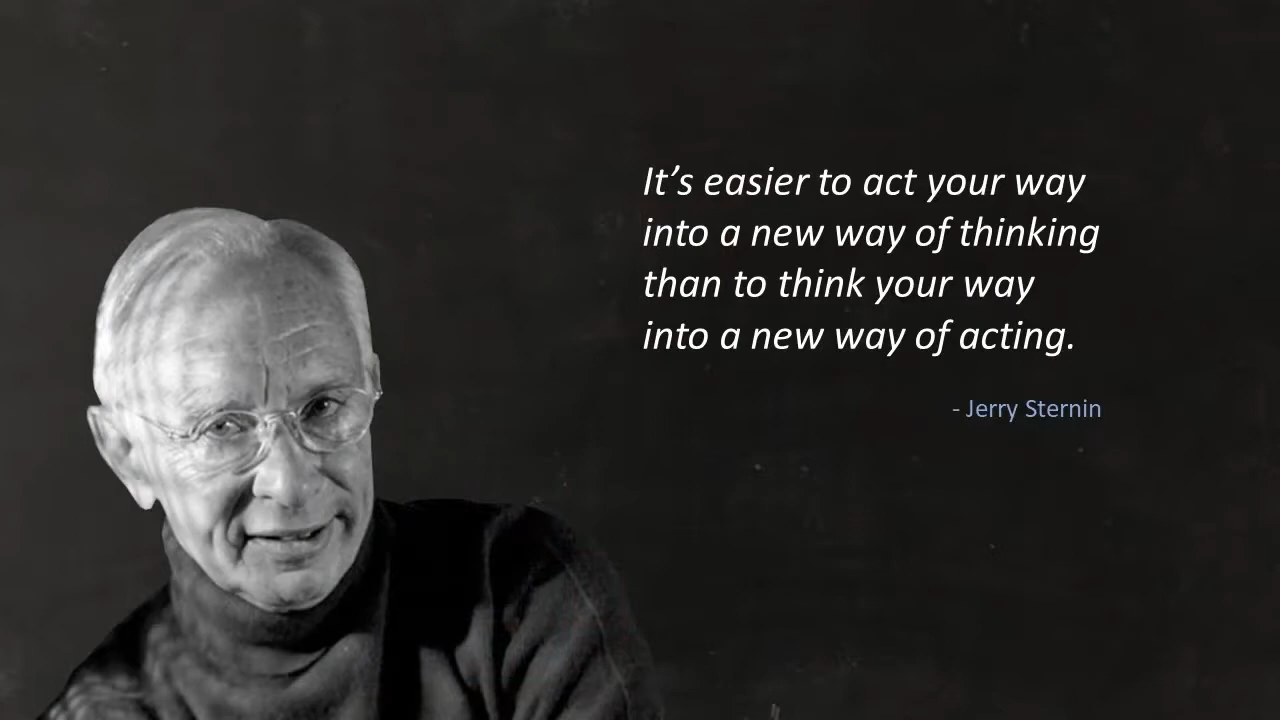 It’s easier to act your way
into a new way of thinking
than to think your way
into a new way of acting.
- Jerry Sternin